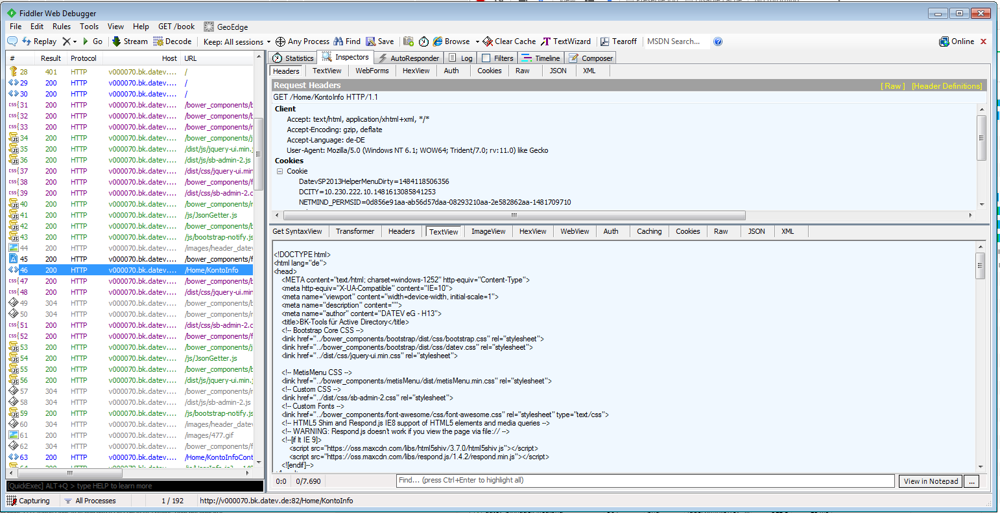 Fiddler Web Debugger
File Edit Rules Tools View Help GET /book GeoEdge
Replay Go Stream Decode Keep: All sessions Any Process Find Save Browse Clear Cache TextWizard Tearoff MSDN Search... Online
# Result Protocol Host URL
28 401 HTTP v000070.bk.datev.... /
29 200 HTTP v000070.bk.datev.... /
30 200 HTTP v000070.bk.datev.... /
css 31 200 HTTP v000070.bk.datev.... /bower_components/b
css 32 200 HTTP v000070.bk.datev.... /bower_components/b
css 33 200 HTTP v000070.bk.datev.... /bower_components/m
34 200 HTTP v000070.bk.datev.... /bower_components/j
35 200 HTTP v000070.bk.datev.... /dist/js/jquery-ui.min.j
36 200 HTTP v000070.bk.datev.... /dist/js/sb-admin-2.js
css 37 200 HTTP v000070.bk.datev.... /dist/css/jquery-ui.min
css 38 200 HTTP v000070.bk.datev.... /bower_components/f
css 39 200 HTTP v000070.bk.datev.... /dist/css/sb-admin-2.c
40 200 HTTP v000070.bk.datev.... /bower_components/m
41 200 HTTP v000070.bk.datev.... /js/JsonGetter.js
42 200 HTTP v000070.bk.datev.... /bower_components/b
43 200 HTTP v000070.bk.datev.... /js/bootstrap-notify.js
44 200 HTTP v000070.bk.datev.... /images/header_datev
45 200 HTTP v000070.bk.datev.... /bower_components/f
46 200 HTTP v000070.bk.datev.... /Home/KontoInfo
css 47 200 HTTP v000070.bk.datev.... /bower_components/b
css 48 200 HTTP v000070.bk.datev.... /dist/css/jquery-ui.min
49 304 HTTP v000070.bk.datev.... /bower_components/b
50 304 HTTP v000070.bk.datev.... /bower_components/m
css 51 200 HTTP v000070.bk.datev.... /dist/css/sb-admin-2.c
css 52 200 HTTP v000070.bk.datev.... /bower_components/f
53 200 HTTP v000070.bk.datev.... /bower_components/j
54 200 HTTP v000070.bk.datev.... /js/JsonGetter.js
55 200 HTTP v000070.bk.datev.... /bower_components/b
56 200 HTTP v000070.bk.datev.... /dist/js/jquery-ui.min.j
57 304 HTTP v000070.bk.datev.... /bower_components/m
58 304 HTTP v000070.bk.datev.... /dist/js/sb-admin-2.js
59 200 HTTP v000070.bk.datev.... /js/bootstrap-notify.js
60 304 HTTP v000070.bk.datev.... /images/header_datev
61 200 HTTP v000070.bk.datev.... /images/477.gif
62 304 HTTP v000070.bk.datev.... /bower_components/f
63 200 HTTP v000070.bk.datev.... /Home/KontoInfoCont
[QuickExec] ALT+Q > type HELP to learn more
Statistics Inspectors AutoResponder Log Filters Timeline Composer
Headers TextView WebForms HexView Auth Cookies Raw JSON XML
Request Headers [ Raw ] [Header Definitions]
GET /Home/KontoInfo HTTP/1.1
Client
Accept: text/html, application/xhtml+xml, */*
Accept-Encoding: gzip, deflate
Accept-Language: de-DE
User-Agent: Mozilla/5.0 (Windows NT 6.1; WOW64; Trident/7.0; rv:11.0) like Gecko
Cookies
Cookie
DatevSP2013HelperMenuDirty=1484118506356
DCITY=10.230.222.10.1481613085841253
NETMIND_PERMSID=0d856e91aa-ab56d57daa-08293210aa-2e582862aa-1481709710
Get SyntaxView Transformer Headers TextView ImageView HexView WebView Auth Caching Cookies Raw JSON XML
<!DOCTYPE html>
<html lang="de">
<head>
<META content="text/html; charset=windows-1252" http-equiv="Content-Type">
<meta http-equiv="X-UA-Compatible" content="IE=10">
<meta name="viewport" content="width=device-width, initial-scale=1">
<meta name="description" content="">
<meta name="author" content="DATEV eG - H13">
<title>BK-Tools für Active Directory</title>
<!-- Bootstrap Core CSS -->
<link href="../bower_components/bootstrap/dist/css/bootstrap.css" rel="stylesheet">
<link href="../bower_components/bootstrap/dist/css/datev.css" rel="stylesheet">
<link href="../dist/css/jquery-ui.min.css" rel="stylesheet">
<!-- MetisMenu CSS -->
<link href="../bower_components/metisMenu/dist/metisMenu.min.css" rel="stylesheet">
<!-- Custom CSS -->
<link href="../dist/css/sb-admin-2.css" rel="stylesheet">
<!-- Custom Fonts -->
<link href="../bower_components/font-awesome/css/font-awesome.css" rel="stylesheet" type="text/css">
<!-- HTML5 Shim and Respond.js IE8 support of HTML5 elements and media queries -->
<!-- WARNING: Respond.js doesn't work if you view the page via file:// -->
<!--[if lt IE 9]>
<script src="https://oss.maxcdn.com/libs/html5shiv/3.7.0/html5shiv.js"></script>
<script src="https://oss.maxcdn.com/libs/respond.js/1.4.2/respond.min.js"></script>
<![endif]-->
0:0 0/7.690 Find... (press Ctrl+Enter to highlight all) View in Notepad ...
Capturing All Processes 1 / 192 http://v000070.bk.datev.de:82/Home/KontoInfo